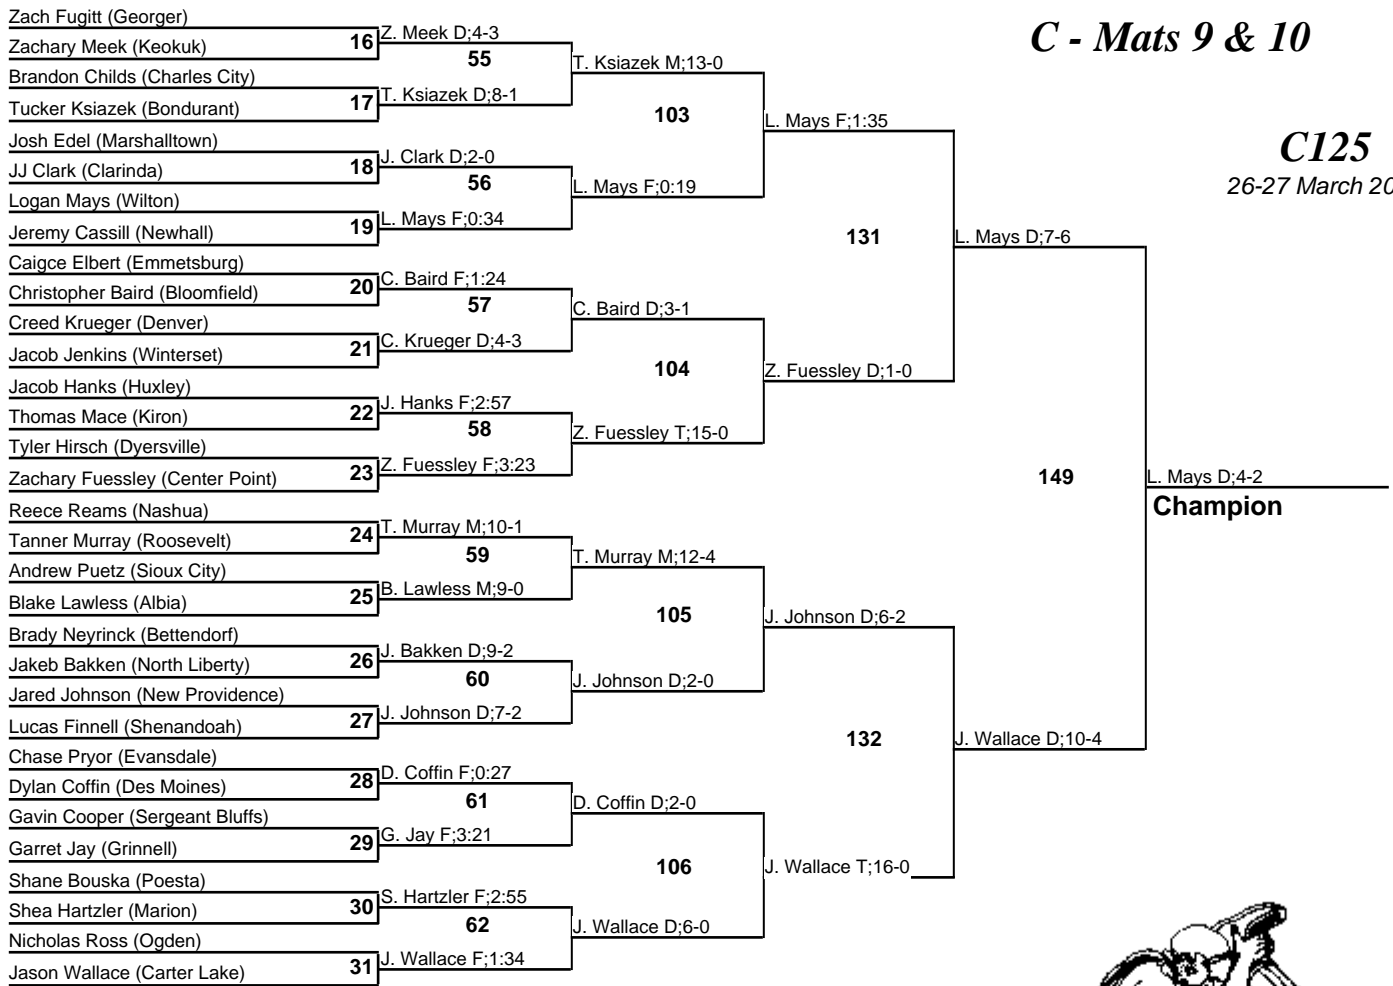 C - Mats 9 & 10
C125
26-27 March 20
Zach Fugitt (Georger)
Zachary Meek (Keokuk)
Brandon Childs (Charles City)
Tucker Ksiazek (Bondurant)
Josh Edel (Marshalltown)
JJ Clark (Clarinda)
Logan Mays (Wilton)
Jeremy Cassill (Newhall)
Caigce Elbert (Emmetsburg)
Christopher Baird (Bloomfield)
Creed Krueger (Denver)
Jacob Jenkins (Winterset)
Jacob Hanks (Huxley)
Thomas Mace (Kiron)
Tyler Hirsch (Dyersville)
Zachary Fuessley (Center Point)
Reece Reams (Nashua)
Tanner Murray (Roosevelt)
Andrew Puetz (Sioux City)
Blake Lawless (Albia)
Brady Neyrinck (Bettendorf)
Jakeb Bakken (North Liberty)
Jared Johnson (New Providence)
Lucas Finnell (Shenandoah)
Chase Pryor (Evansdale)
Dylan Coffin (Des Moines)
Gavin Cooper (Sergeant Bluffs)
Garret Jay (Grinnell)
Shane Bouska (Poesta)
Shea Hartzler (Marion)
Nicholas Ross (Ogden)
Jason Wallace (Carter Lake)
16
17
18
19
20
21
22
23
24
25
26
27
28
29
30
31
Z. Meek D;4-3
55
T. Ksiazek D;8-1
J. Clark D;2-0
56
L. Mays F;0:34
C. Baird F;1:24
57
C. Krueger D;4-3
J. Hanks F;2:57
58
Z. Fuessley F;3:23
T. Murray M;10-1
59
B. Lawless M;9-0
J. Bakken D;9-2
60
J. Johnson D;7-2
D. Coffin F;0:27
61
G. Jay F;3:21
S. Hartzler F;2:55
62
J. Wallace F;1:34
T. Ksiazek M;13-0
103
L. Mays F;0:19
C. Baird D;3-1
104
Z. Fuessley T;15-0
T. Murray M;12-4
105
J. Johnson D;2-0
D. Coffin D;2-0
106
J. Wallace D;6-0
L. Mays F;1:35
131
Z. Fuessley D;1-0
J. Johnson D;6-2
132
J. Wallace T;16-0
L. Mays D;7-6
149
J. Wallace D;10-4
L. Mays D;4-2
Champion